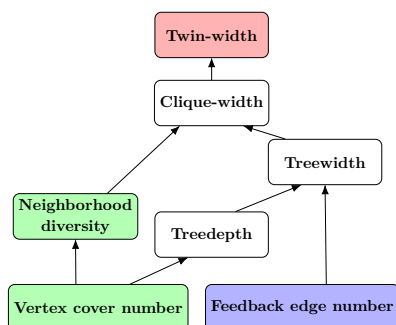 Twin-width
Clique-width
Treewidth
Neighborhood
diversity
Treedepth
Vertex cover number
Feedback edge number